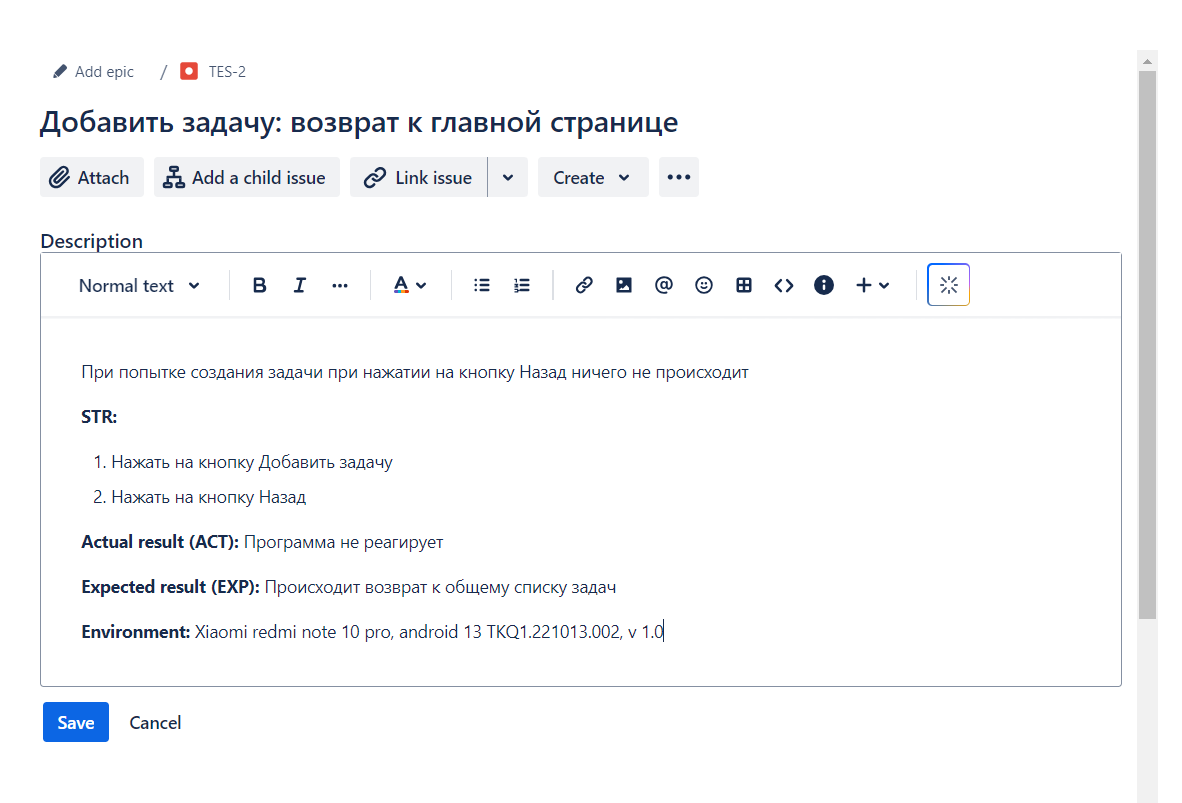 Add epic / TES-2
Добавить задачу: возврат к главной странице
Attach Add a child issue Link issue Create
Description
Normal text B I A
При попытке создания задачи при нажатии на кнопку Назад ничего не происходит
STR:
1. Нажать на кнопку Добавить задачу
2. Нажать на кнопку Назад
Actual result (ACT): Программа не реагирует
Expected result (EXP): Происходит возврат к общему списку задач
Environment: Xiaomi redmi note 10 pro, android 13 TKQ1.221013.002, v 1.0
Save Cancel